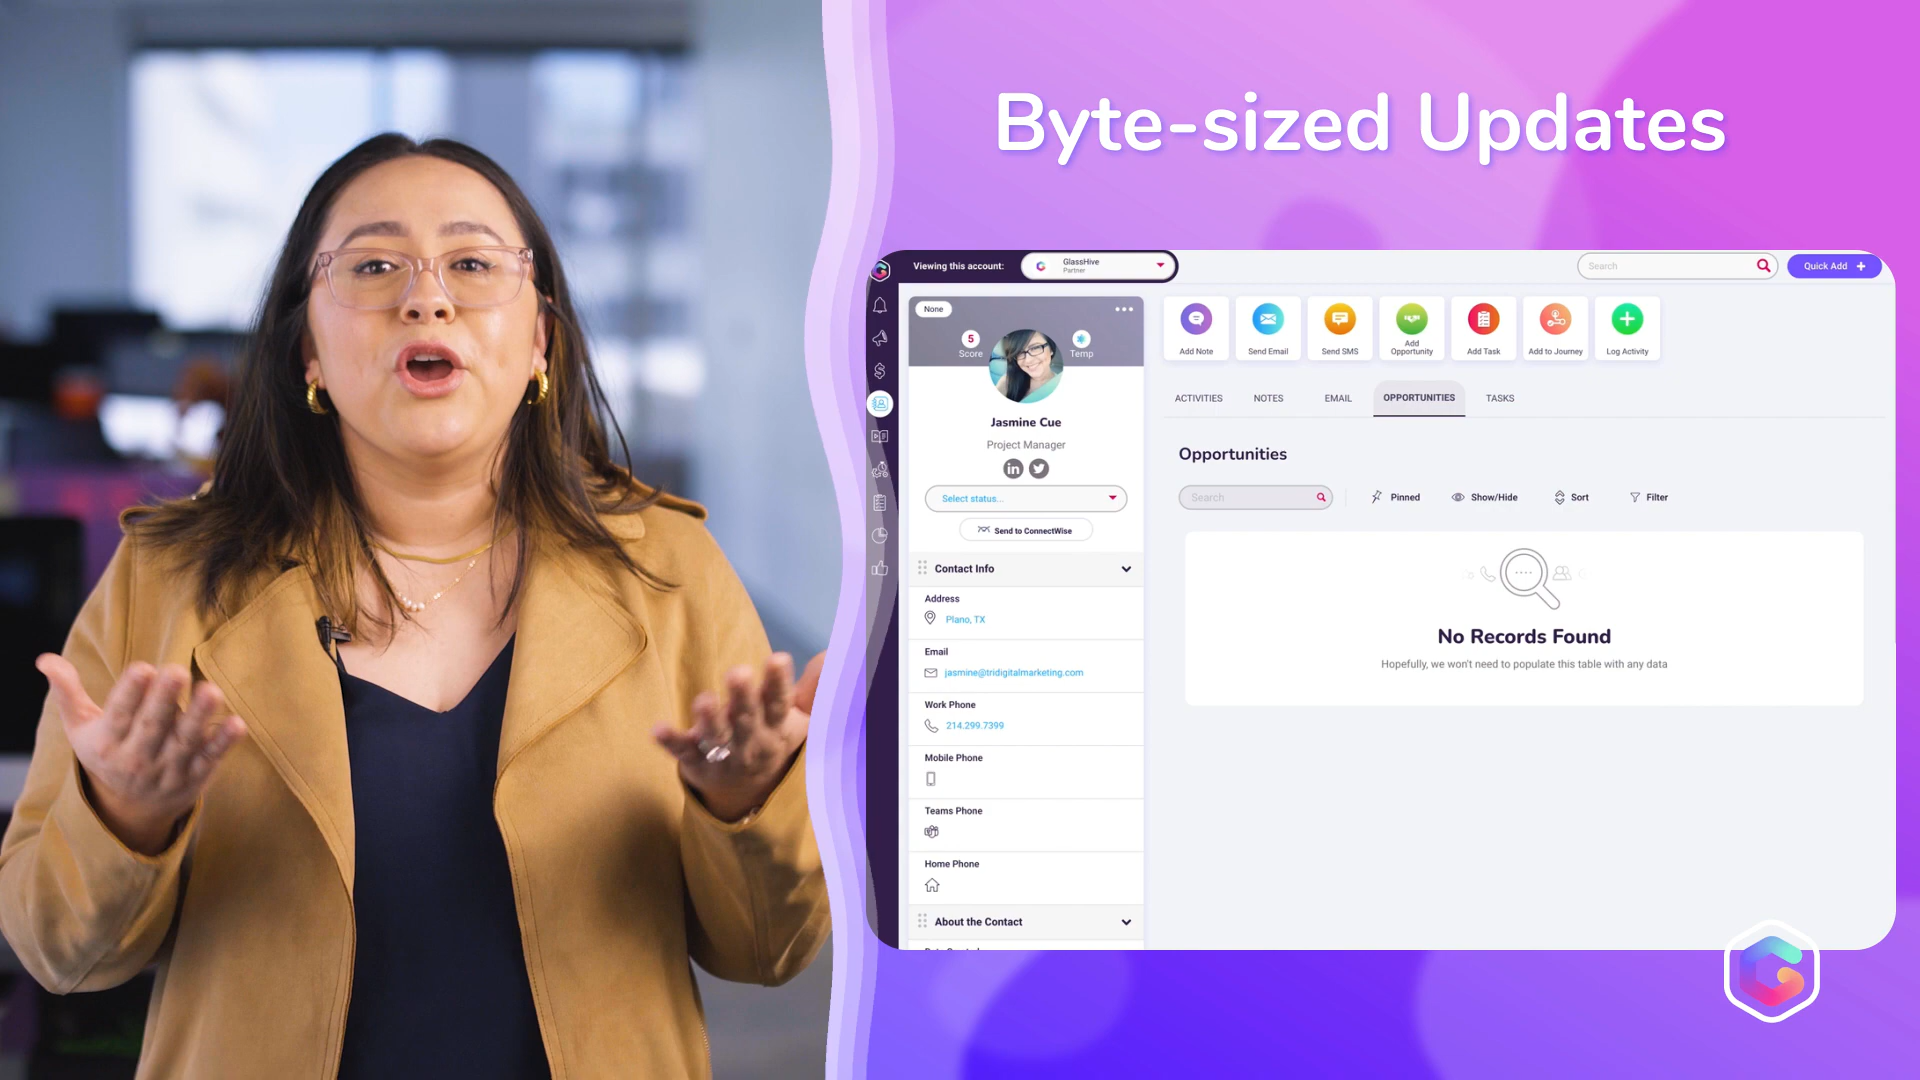 Byte-sized Updates
Viewing this account:
GlassHive
Partner
Search
Quick Add +
None
5
Score
Temp
Jasmine Cue
Project Manager
in
Select status...
Send to ConnectWise
Contact Info
Address
Plano, TX
Email
jasmine@tridigitalmarketing.com
Work Phone
214.299.7399
Mobile Phone
Teams Phone
Home Phone
About the Contact
Add Note
Send Email
Send SMS
Add
Opportunity
Add Task
Add to Journey
Log Activity
ACTIVITIES NOTES EMAIL OPPORTUNITIES TASKS
Opportunities
Search
Pinned Show/Hide Sort Filter
No Records Found
Hopefully, we won't need to populate this table with any data